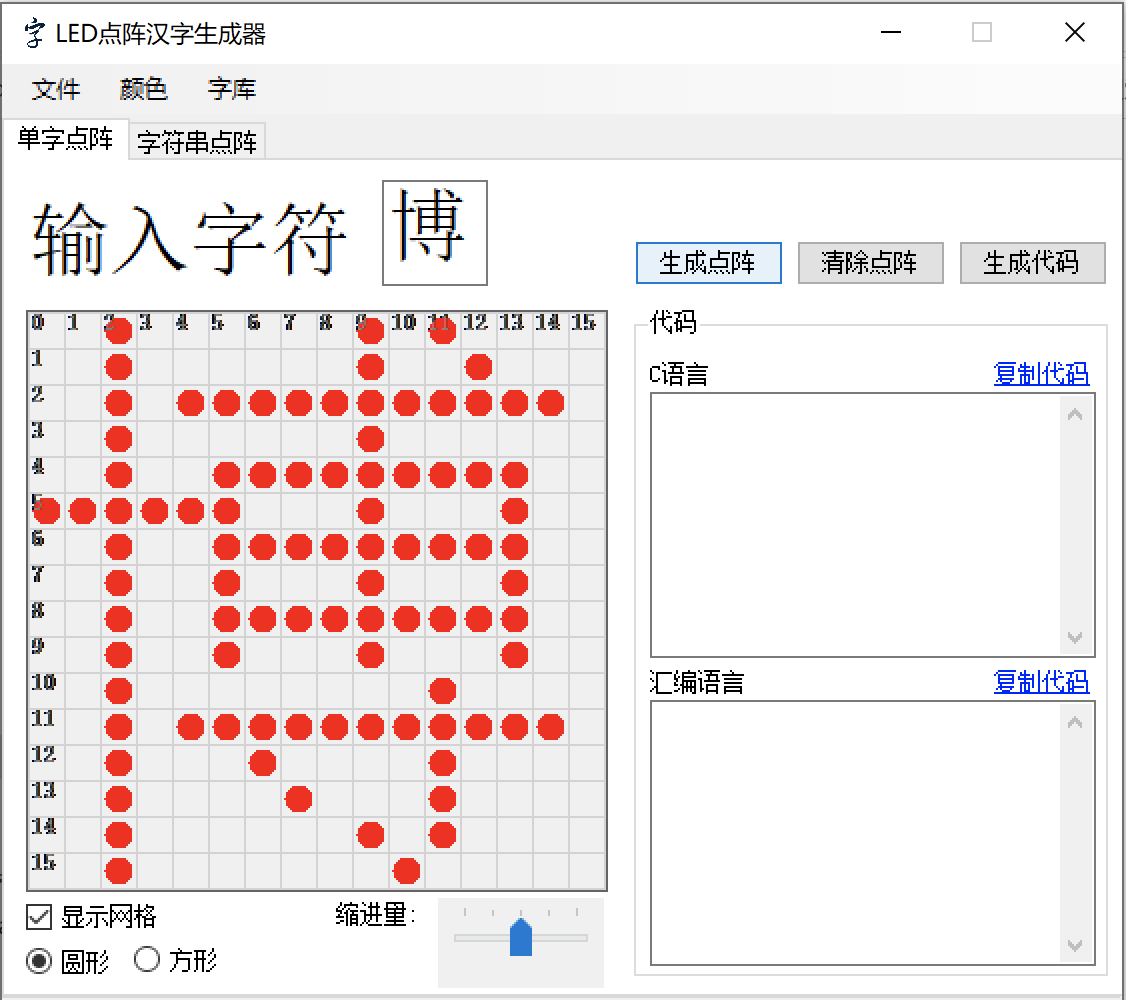 LED点阵汉字生成器
文件 颜色 字库
单字点阵 字符串点阵
输入字符 博
生成点阵 清除点阵 生成代码
0 1 2 3 4 5 6 7 8 9 10 11 12 13 14 15
1
2
3
4
5
6
7
8
9
10
11
12
13
14
15
显示网格 缩进量:
圆形 方形
代码
C语言 复制代码
汇编语言 复制代码